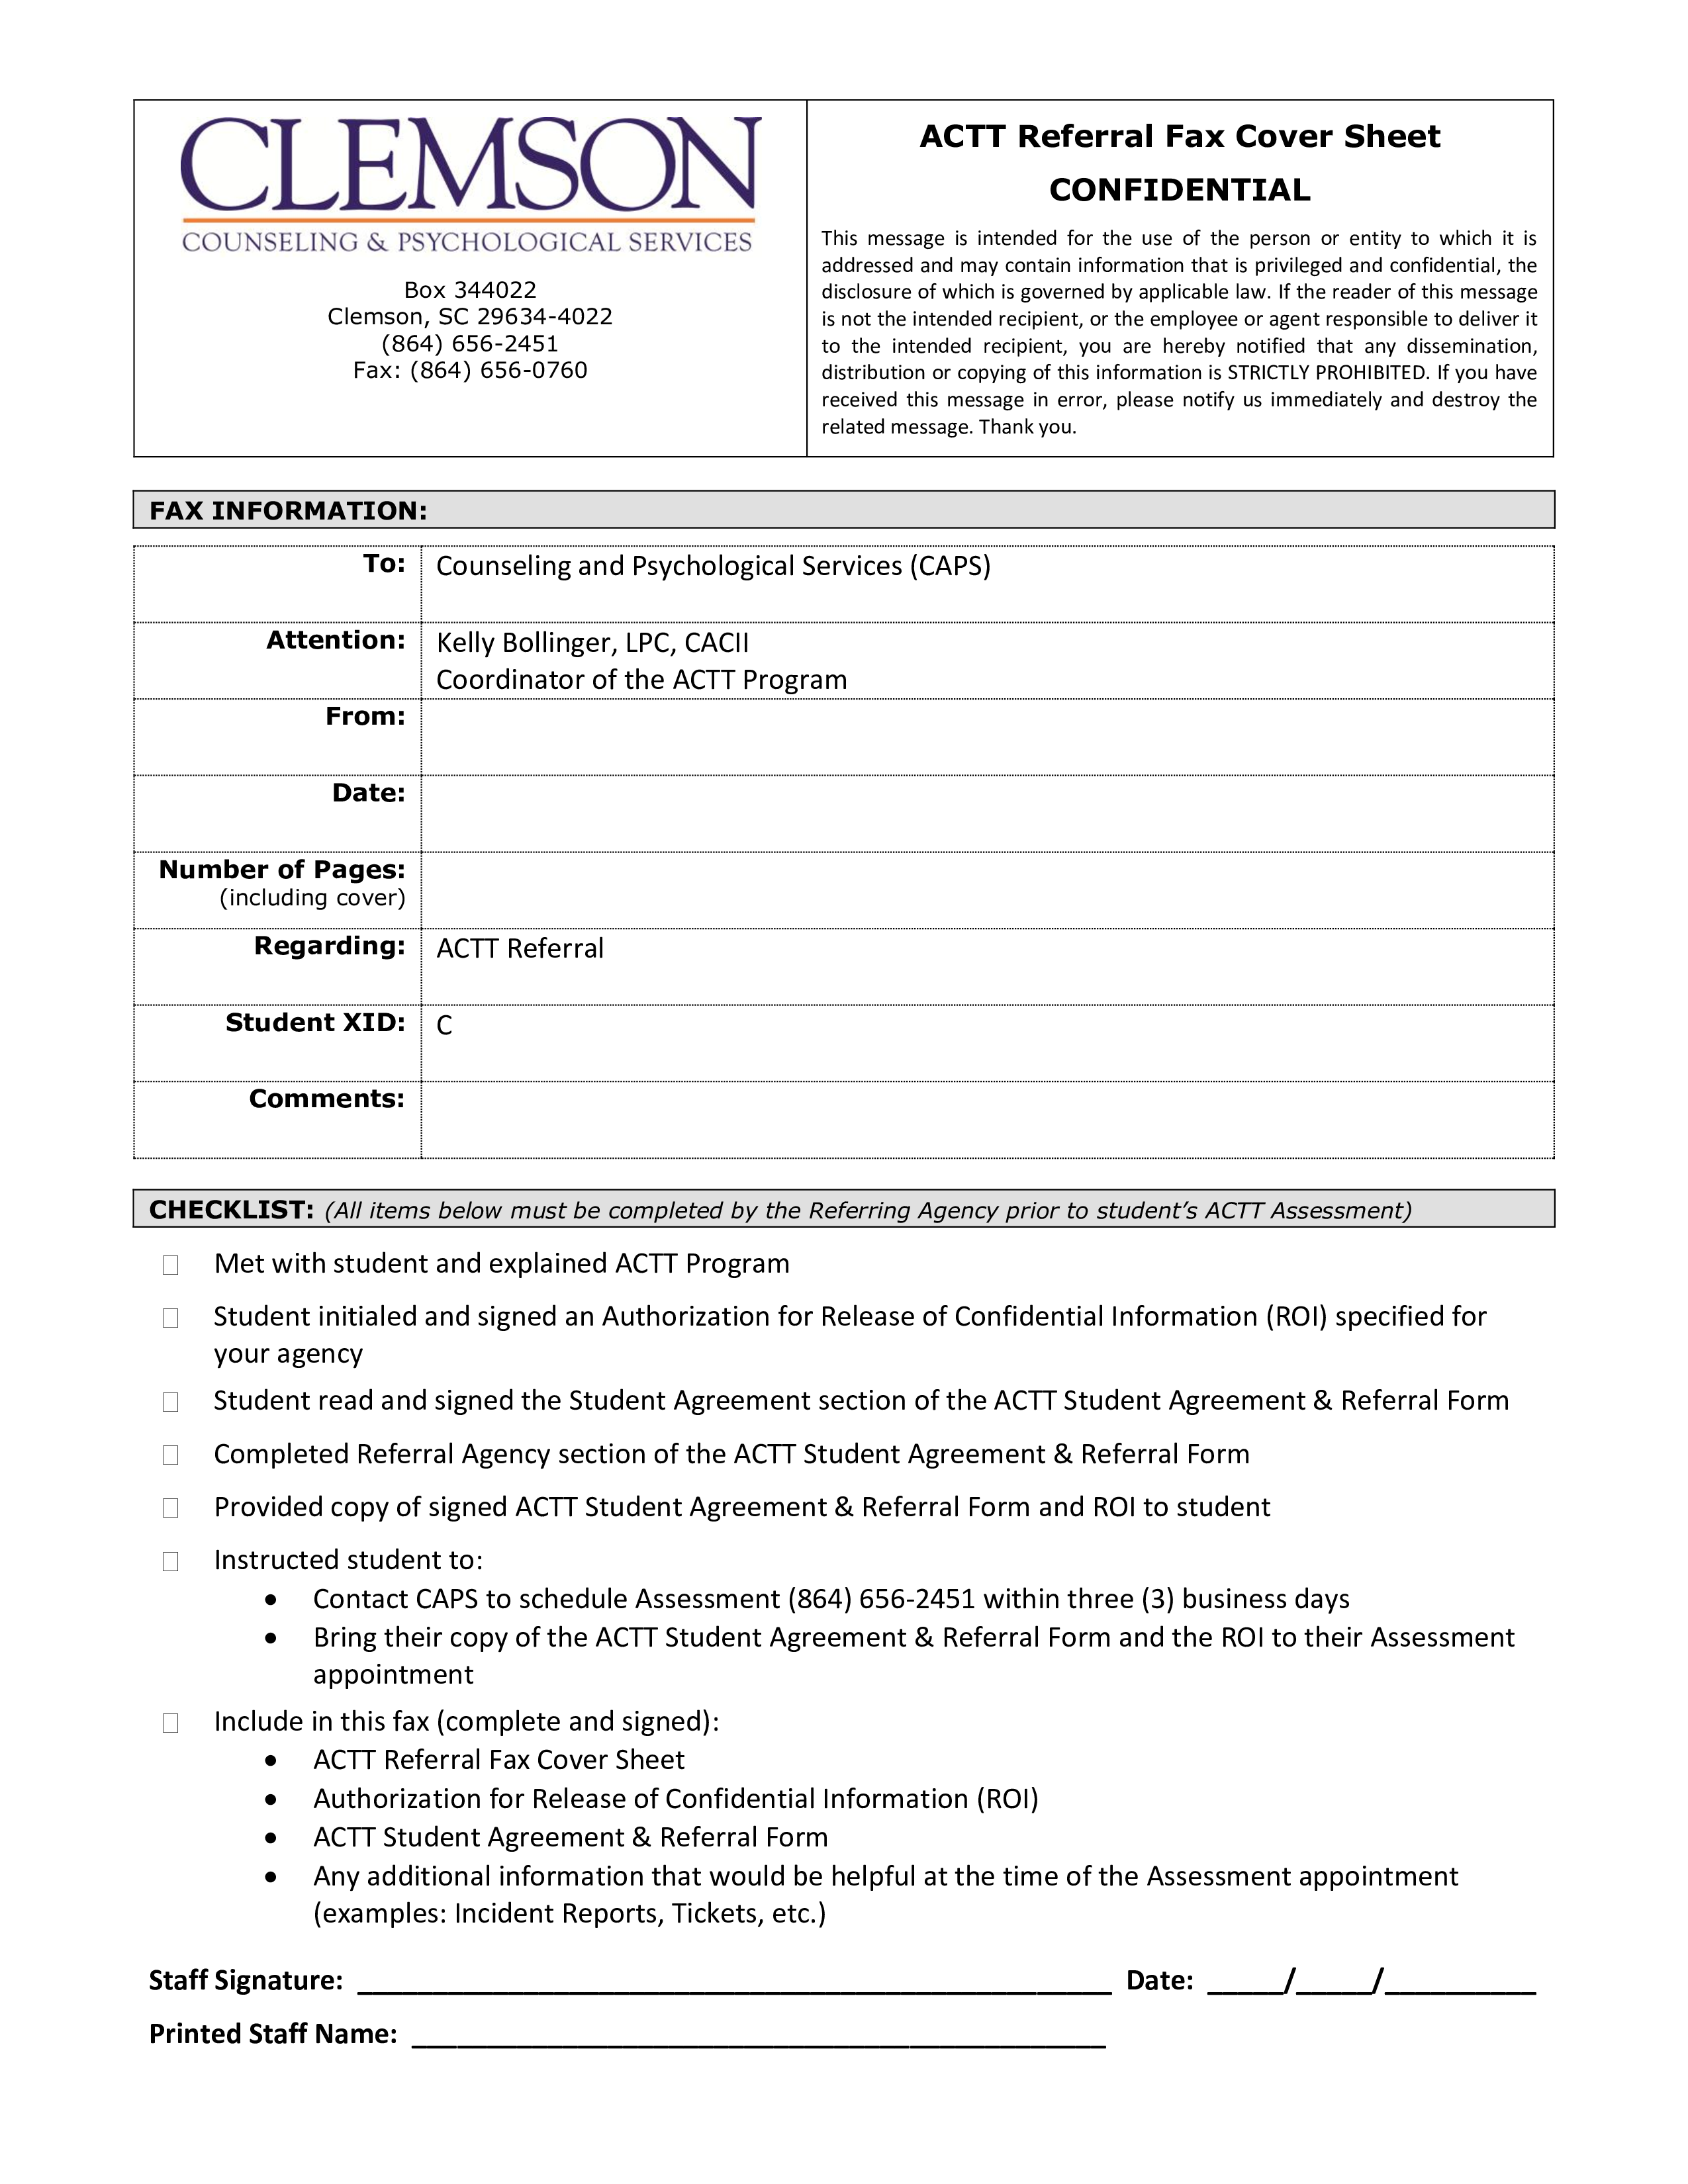 CLEMSON
COUNSELING & PSYCHOLOGICAL SERVICES
Box 344022
Clemson, SC 29634-4022
(864) 656-2451
Fax: (864) 656-0760
ACTT Referral Fax Cover Sheet
CONFIDENTIAL
This message is intended for the use of the person or entity to which it is
addressed and may contain information that is privileged and confidential, the
disclosure of which is governed by applicable law. If the reader of this message
is not the intended recipient, or the employee or agent responsible to deliver it
to the intended recipient, you are hereby notified that any dissemination,
distribution or copying of this information is STRICTLY PROHIBITED. If you have
received this message in error, please notify us immediately and destroy the
related message. Thank you.
FAX INFORMATION:
To: Counseling and Psychological Services (CAPS)
Attention: Kelly Bollinger, LPC, CACII
Coordinator of the ACTT Program
From:
Date:
Number of Pages:
(including cover)
Regarding: ACTT Referral
Student XID: C
Comments:
CHECKLIST: (All items below must be completed by the Referring Agency prior to student’s ACTT Assessment)
Met with student and explained ACTT Program
Student initialed and signed an Authorization for Release of Confidential Information (ROI) specified for
your agency
Student read and signed the Student Agreement section of the ACTT Student Agreement & Referral Form
Completed Referral Agency section of the ACTT Student Agreement & Referral Form
Provided copy of signed ACTT Student Agreement & Referral Form and ROI to student
Instructed student to:
• Contact CAPS to schedule Assessment (864) 656-2451 within three (3) business days
• Bring their copy of the ACTT Student Agreement & Referral Form and the ROI to their Assessment
appointment
Include in this fax (complete and signed):
• ACTT Referral Fax Cover Sheet
• Authorization for Release of Confidential Information (ROI)
• ACTT Student Agreement & Referral Form
• Any additional information that would be helpful at the time of the Assessment appointment
(examples: Incident Reports, Tickets, etc.)
Staff Signature: ______________________________ Date: _____/_____/__________
Printed Staff Name: ______________________________